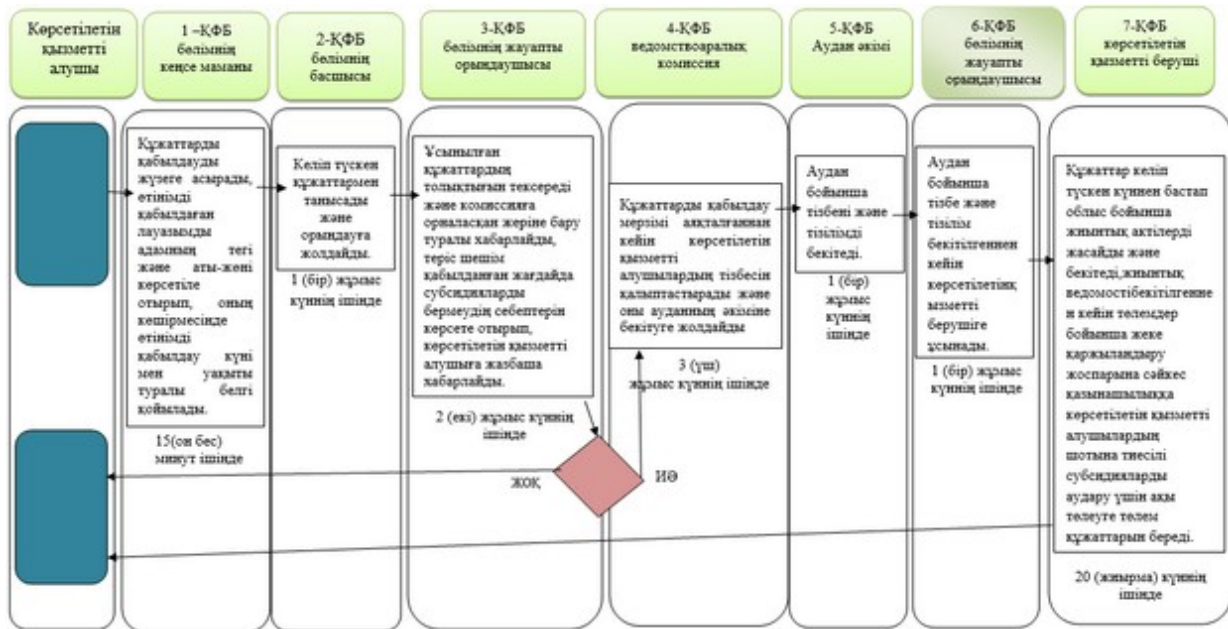 Көрсетілетін
қызметті
алушы
1 –ҚФБ
бөлімнің
кеңсе маманы
2-ҚФБ
бөлімнің
басшысы
3-ҚФБ
бөлімнің жауапты
орындаушысы
4-ҚФБ
ведомствоаралық
комиссия
5-ҚФБ
Аудан әкімі
6-ҚФБ
бөлімнің
жауапты
орындаушысы
7-ҚФБ
көрсетілетін
қызметті беруші
Құжаттарды
қабылдауды
жүзеге асырады,
өтінімді
қабылдаған
лауазымды
адамның тегі
және аты-жөні
көрсетіле
отырып, оның
көшірмесінде
өтінімді
қабылдау күні
мен уақыты
туралы белгі
қойылады.
15(он бес)
минут ішінде
Келіп түскен
құжаттармен
танысады
және
орындауға
жолдайды.
1 (бір) жұмыс
күннің ішінде
Ұсынылған
құжаттардың
толықтығын тексереді
және комиссияға
орналасқан жеріне бару
туралы хабарлайды,
теріс шешім
қабылданған жағдайда
субсидияларды
бермеудің себептерін
көрсете отырып,
көрсетілетін қызметті
алушыға жазбаша
хабарлайды.
2 (екі) жұмыс күннің
ішінде
Құжаттарды қабылдау
мерзімі аяқталғаннан
кейін көрсетілетін
қызметті
алушылардың тізбесін
қалыптастырады және
оны ауданның әкіміне
бекітуге жолдайды
3 (үш)
жұмыс күннің ішінде
Аудан
бойынша
тізбені және
тізілімді
бекітеді.
1 (бір)
жұмыс
күннің
ішінде
Аудан
бойынша
тізбе және
тізілім
бекітілгеннен
кейін
көрсетілетінқ
ызметті
берушіге
ұсынады.
1 (бір) жұмыс
күннің ішінде
Құжаттар келіп
түскен күннен бастап
облыс бойынша
жиынтық актілерді
жасайды және
бекітеді,жиынтық
ведомостібекітілгенне
н кейін төлемдер
бойынша жеке
қаржыландыру
жоспарына сәйкес
қазынашылыққа
көрсетілетін қызметті
алушылардың
шотына тиесілі
субсидияларды
аудару үшін ақы
төлеуге төлем
құжаттарын береді.
20 (жиырма) күннің
ішінде
ЖОҚ
ИӘ